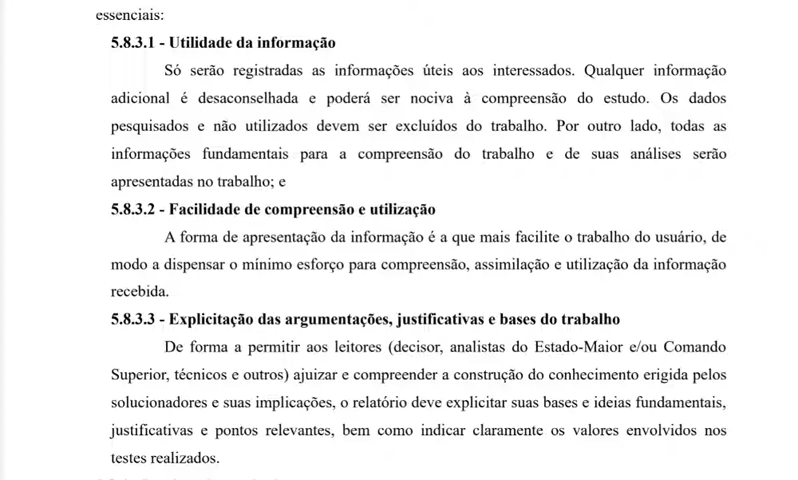 essenciais:
5.8.3.1 - Utilidade da informação
Só serão registradas as informações úteis aos interessados. Qualquer informação
adicional é desaconselhada e poderá ser nociva à compreensão do estudo. Os dados
pesquisados e não utilizados devem ser excluídos do trabalho. Por outro lado, todas as
informações fundamentais para a compreensão do trabalho e de suas análises serão
apresentadas no trabalho; e
5.8.3.2 - Facilidade de compreensão e utilização
A forma de apresentação da informação é a que mais facilite o trabalho do usuário, de
modo a dispensar o mínimo esforço para compreensão, assimilação e utilização da informação
recebida.
5.8.3.3 - Explicitação das argumentações, justificativas e bases do trabalho
De forma a permitir aos leitores (decisor, analistas do Estado-Maior e/ou Comando
Superior, técnicos e outros) ajuizar e compreender a construção do conhecimento erigida pelos
solucionadores e suas implicações, o relatório deve explicitar suas bases e ideias fundamentais,
justificativas e pontos relevantes, bem como indicar claramente os valores envolvidos nos
testes realizados.